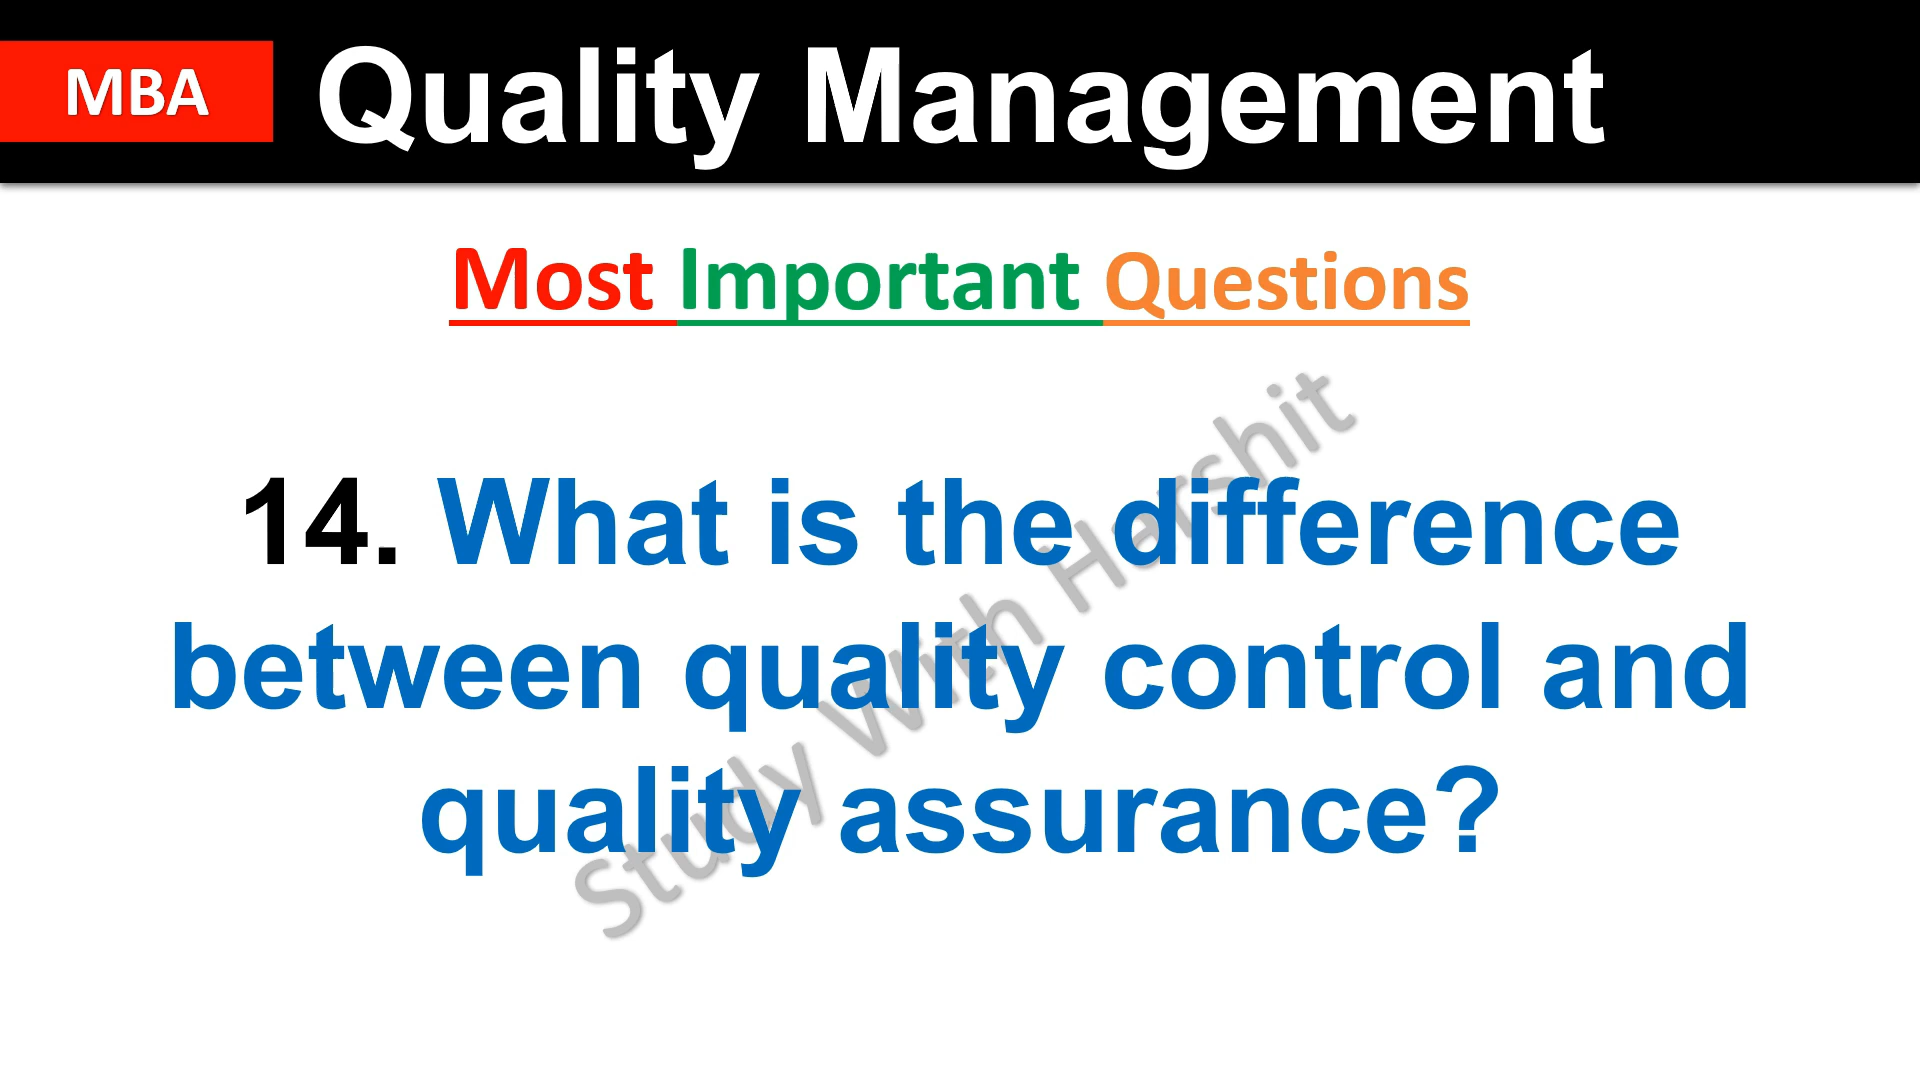 MBA
Quality Management
Most Important Questions
14. What is the difference
between quality control and
quality assurance?
Study With Harshit